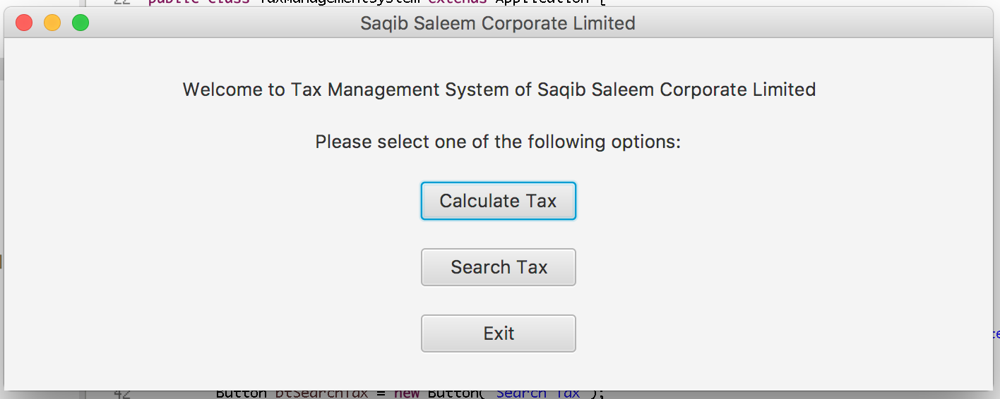 22 public class TaxManagementSystem extends Application {
Saqib Saleem Corporate Limited
Welcome to Tax Management System of Saqib Saleem Corporate Limited
Please select one of the following options:
Calculate Tax
Search Tax
Exit
42 Button btSearchTax = new Button("Search Tax");